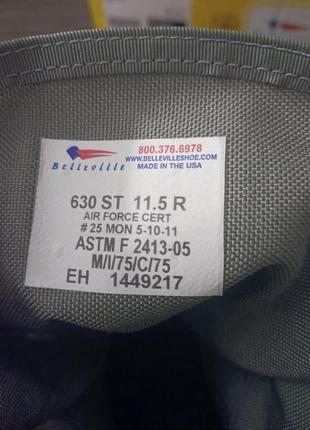 Belleville
800.376.6978
WWW.BELLEVILLESHOE.COM
MADE IN THE USA
630 ST 11.5 R
AIR FORCE CERT
# 25 MON 5-10-11
ASTM F 2413-05
M/I/75/C/75
EH 1449217